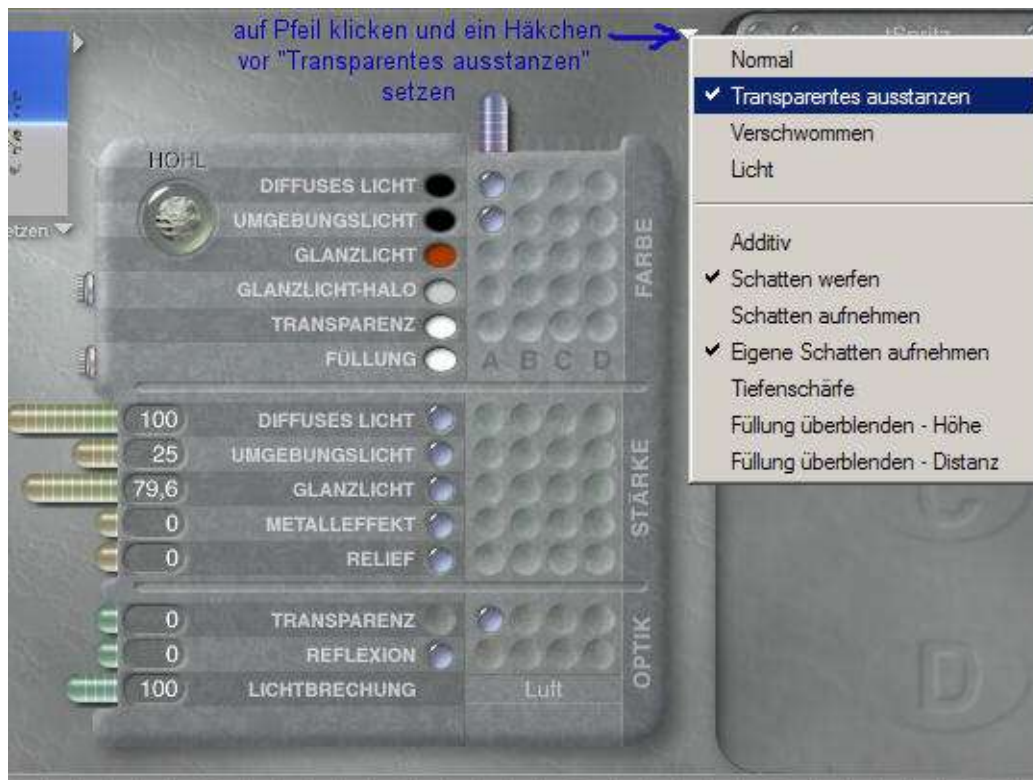 auf Pfeil klicken und ein Häkchen
vor "Transparentes ausstanzen"
setzen
Normal
Transparentes ausstanzen
Verschwommen
Licht
Additiv
Schatten werfen
Schatten aufnehmen
Eigene Schatten aufnehmen
Tiefenschärfe
Füllung überblenden - Höhe
Füllung überblenden - Distanz
HOHL
DIFFUSES LICHT
UMGEBUNGSLICHT
GLANZLICHT
GLANZLICHT-HALO
TRANSPARENZ
FÜLLUNG
A B C D
FARBE
100 DIFFUSES LICHT
25 UMGEBUNGSLICHT
79,6 GLANZLICHT
0 METALLEFFEKT
0 RELIEF
STÄRKE
0 TRANSPARENZ
0 REFLEXION
100 LICHTBRECHUNG Luft
OPTIK
C
D